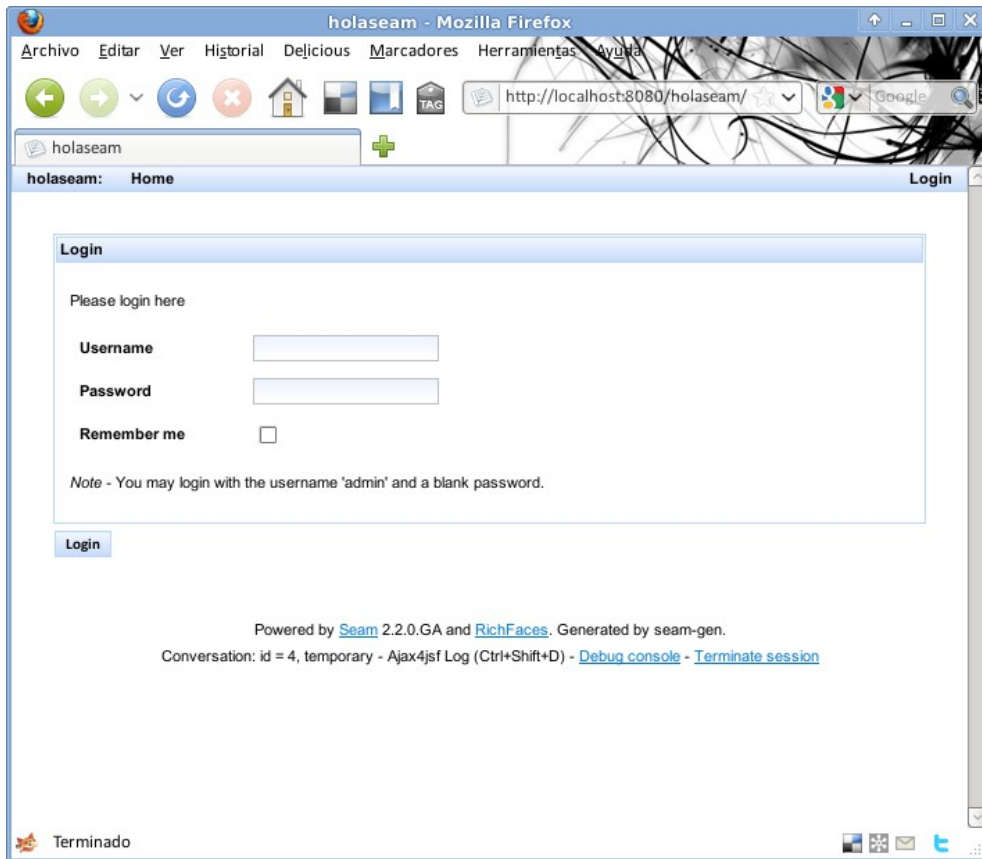 holaseam - Mozilla Firefox
Archivo Editar Ver Historial Delicious Marcadores Herramientas Ayuda
TAG
http://localhost:8080/holaseam/
Google
holaseam
holaseam: Home Login
Login
Please login here
Username
Password
Remember me
Note - You may login with the username 'admin' and a blank password.
Login
Powered by Seam 2.2.0.GA and RichFaces. Generated by seam-gen.
Conversation: id = 4, temporary - Ajax4jsf Log (Ctrl+Shift+D) - Debug console - Terminate session
Terminado